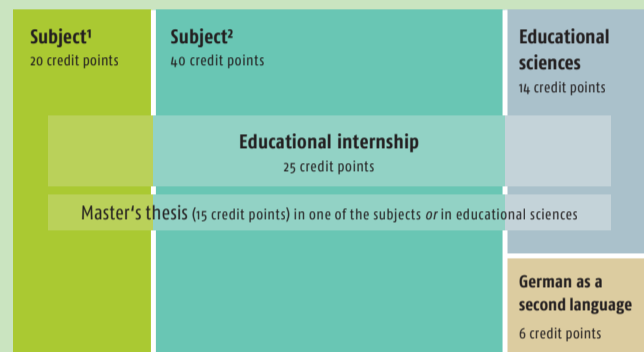 Subject¹
20 credit points
Subject²
40 credit points
Educational
sciences
14 credit points
Educational internship
25 credit points
Master‘s thesis (15 credit points) in one of the subjects or in educational sciences
German as a
second language
6 credit points